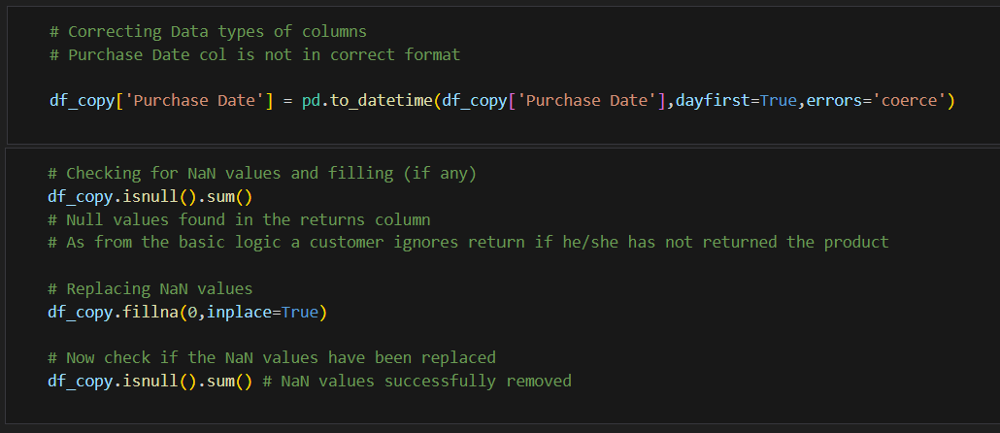 # Correcting Data types of columns
# Purchase Date col is not in correct format
df_copy['Purchase Date'] = pd.to_datetime(df_copy['Purchase Date'],dayfirst=True,errors='coerce')
# Checking for NaN values and filling (if any)
df_copy.isnull().sum()
# Null values found in the returns column
# As from the basic logic a customer ignores return if he/she has not returned the product
# Replacing NaN values
df_copy.fillna(0,inplace=True)
# Now check if the NaN values have been replaced
df_copy.isnull().sum() # NaN values successfully removed